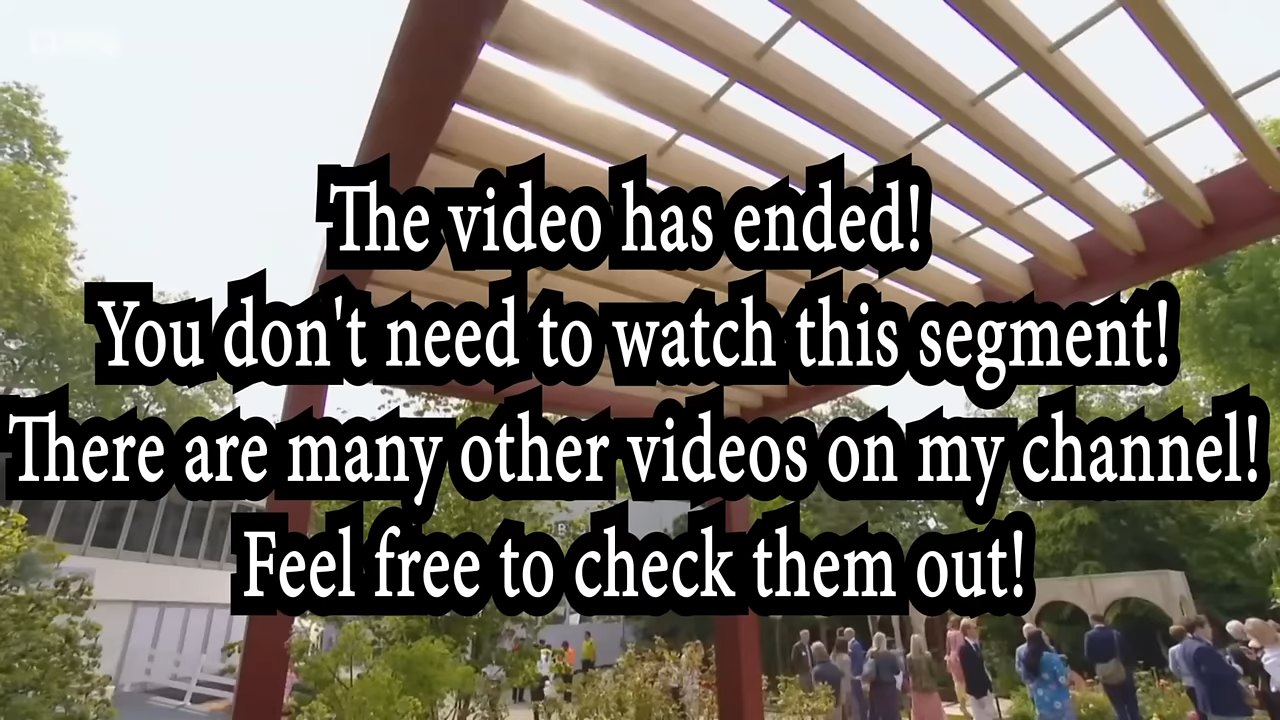 The video has ended!
You don't need to watch this segment!
There are many other videos on my channel!
Feel free to check them out!